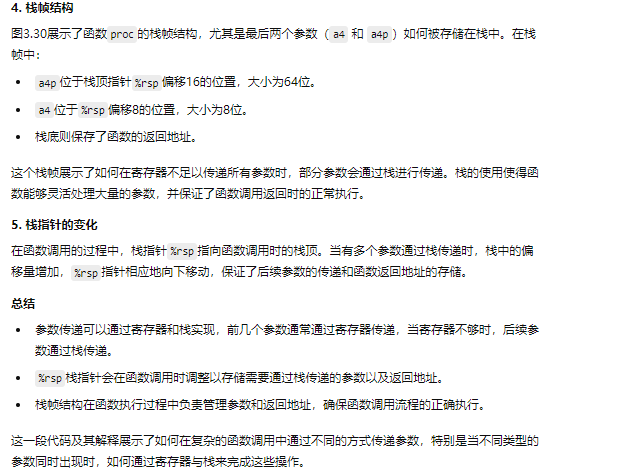 4. 栈帧结构
图3.30展示了函数 proc 的栈帧结构，尤其是最后两个参数（ a4 和 a4p ）如何被存储在栈中。在栈
帧中：
• a4p 位于栈顶指针 %rsp 偏移16的位置，大小为64位。
• a4 位于 %rsp 偏移8的位置，大小为8位。
• 栈底则保存了函数的返回地址。
这个栈帧展示了如何在寄存器不足以传递所有参数时，部分参数会通过栈进行传递。栈的使用使得函
数能够灵活处理大量的参数，并保证了函数调用返回时的正常执行。
5. 栈指针的变化
在函数调用的过程中，栈指针 %rsp 指向函数调用时的栈顶。当有多个参数通过栈传递时，栈中的偏
移量增加， %rsp 指针相应地向下移动，保证了后续参数的传递和函数返回地址的存储。
总结
• 参数传递可以通过寄存器和栈实现，前几个参数通常通过寄存器传递，当寄存器不够时，后续参
数通过栈传递。
• %rsp 栈指针会在函数调用时调整以存储需要通过栈传递的参数以及返回地址。
• 栈帧结构在函数执行过程中负责管理参数和返回地址，确保函数调用流程的正确执行。
这一段代码及其解释展示了如何在复杂的函数调用中通过不同的方式传递参数，特别是当不同类型的
参数同时出现时，如何通过寄存器与栈来完成这些操作。